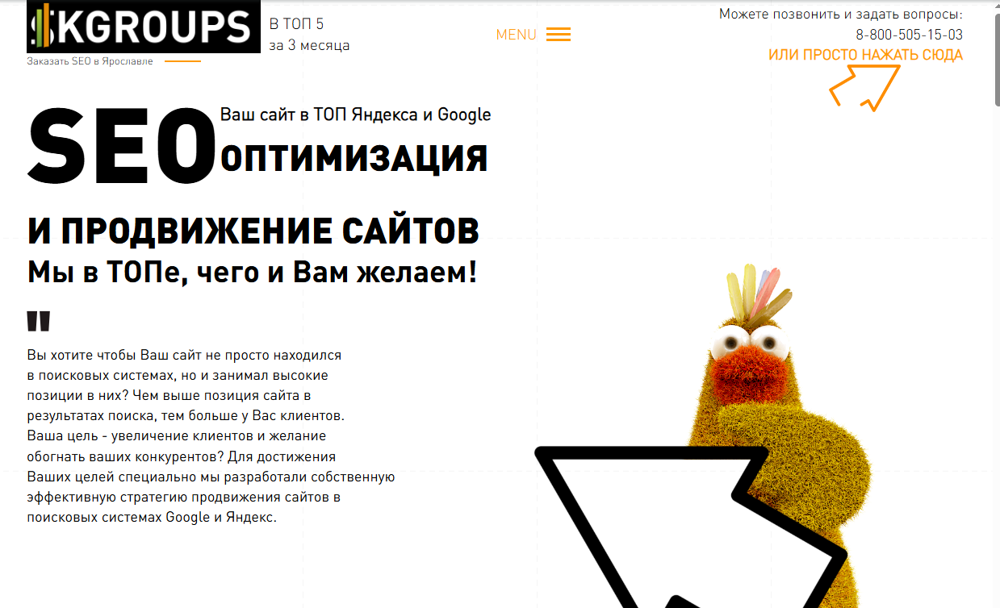 SKGROUPS
В ТОП 5
за 3 месяца
Заказать SEO в Ярославле
MENU
Можете позвонить и задать вопросы:
8-800-505-15-03
ИЛИ ПРОСТО НАЖАТЬ СЮДА
SEO
Ваш сайт в ТОП Яндекса и Google
ОПТИМИЗАЦИЯ
И ПРОДВИЖЕНИЕ САЙТОВ
Мы в ТОПе, чего и Вам желаем!
"
Вы хотите чтобы Ваш сайт не просто находился
в поисковых системах, но и занимал высокие
позиции в них? Чем выше позиция сайта в
результатах поиска, тем больше у Вас клиентов.
Ваша цель - увеличение клиентов и желание
обогнать ваших конкурентов? Для достижения
Ваших целей специально мы разработали собственную
эффективную стратегию продвижения сайтов в
поисковых системах Google и Яндекс.